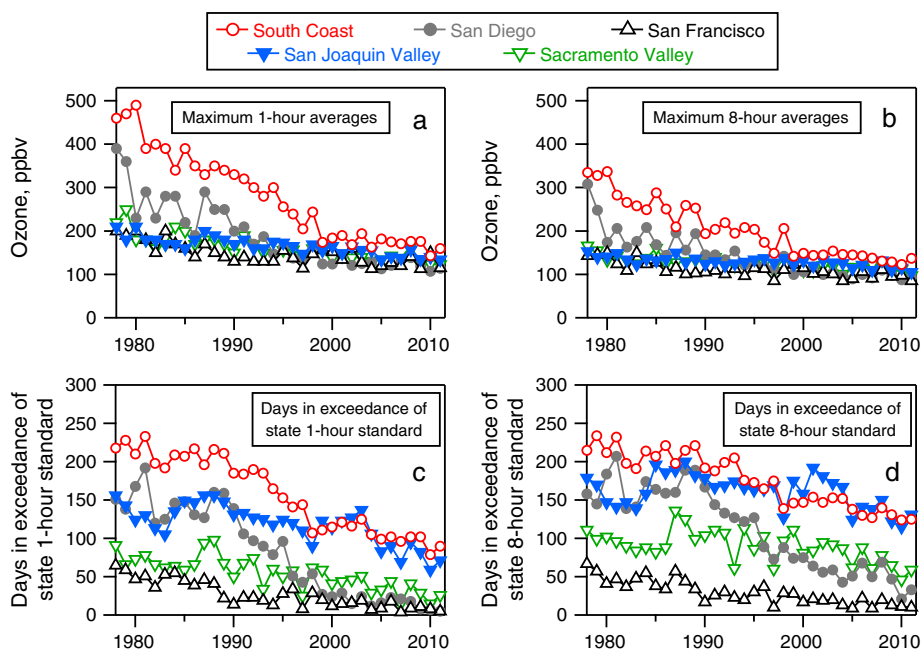 South Coast San Diego San Francisco
San Joaquin Valley Sacramento Valley
500
400
300
200
100
0
Ozone, ppbv
Maximum 1-hour averages
a
1980 1990 2000 2010
500
400
300
200
100
0
Ozone, ppbv
Maximum 8-hour averages
b
1980 1990 2000 2010
300
250
200
150
100
50
0
Days in exceedance of
state 1-hour standard
Days in exceedance of
state 1-hour standard
c
1980 1990 2000 2010
300
250
200
150
100
50
0
Days in exceedance of
state 8-hour standard
Days in exceedance of
state 8-hour standard
d
1980 1990 2000 2010